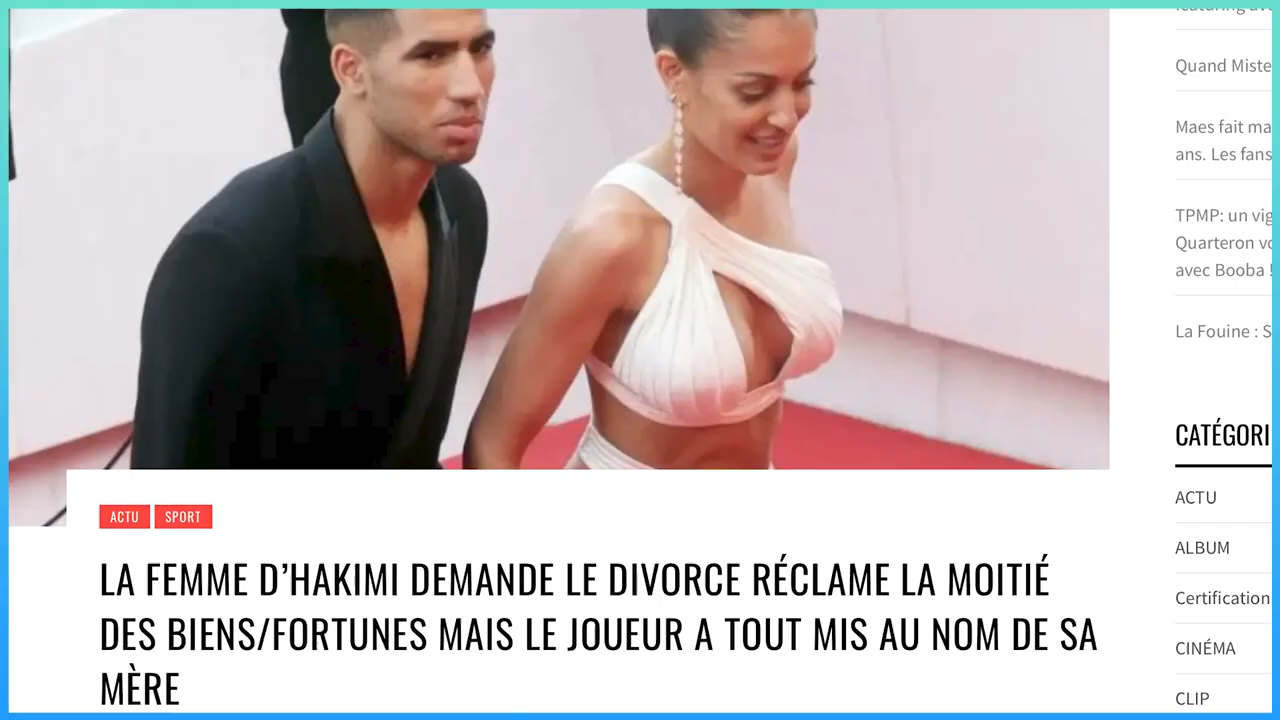 ACTU SPORT
LA FEMME D'HAKIMI DEMANDE LE DIVORCE RÉCLAME LA MOITIÉ
DES BIENS/FORTUNES MAIS LE JOUEUR A TOUT MIS AU NOM DE SA
MÈRE
Quand Miste
Maes fait ma
ans. Les fans
TPMP: un vig
Quarteron vo
avec Booba !
La Fouine : S
CATÉGORI
ACTU
ALBUM
Certification
CINÉMA
CLIP